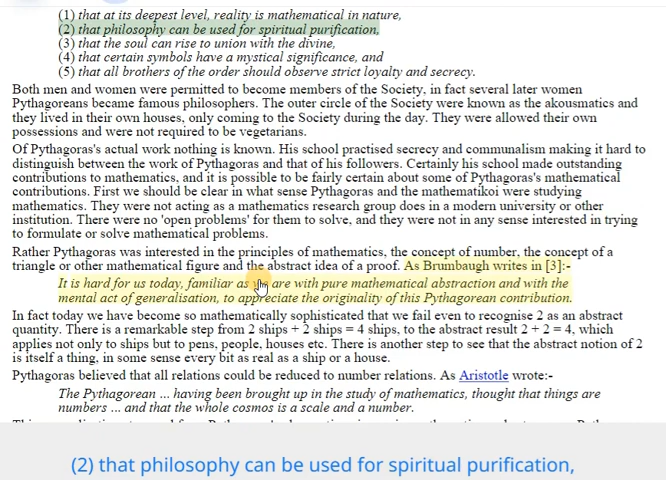 (1) that at its deepest level, reality is mathematical in nature,
(2) that philosophy can be used for spiritual purification,
(3) that the soul can rise to union with the divine,
(4) that certain symbols have a mystical significance, and
(5) that all brothers of the order should observe strict loyalty and secrecy.
Both men and women were permitted to become members of the Society, in fact several later women
Pythagoreans became famous philosophers. The outer circle of the Society were known as the akousmatics and
they lived in their own houses, only coming to the Society during the day. They were allowed their own
possessions and were not required to be vegetarians.
Of Pythagoras's actual work nothing is known. His school practised secrecy and communalism making it hard to
distinguish between the work of Pythagoras and that of his followers. Certainly his school made outstanding
contributions to mathematics, and it is possible to be fairly certain about some of Pythagoras's mathematical
contributions. First we should be clear in what sense Pythagoras and the mathematikoi were studying
mathematics. They were not acting as a mathematics research group does in a modern university or other
institution. There were no 'open problems' for them to solve, and they were not in any sense interested in trying
to formulate or solve mathematical problems.
Rather Pythagoras was interested in the principles of mathematics, the concept of number, the concept of a
triangle or other mathematical figure and the abstract idea of a proof. As Brumbaugh writes in [3]:-
It is hard for us today, familiar as are with pure mathematical abstraction and with the
mental act of generalisation, to appreciate the originality of this Pythagorean contribution.
In fact today we have become so mathematically sophisticated that we fail even to recognise 2 as an abstract
quantity. There is a remarkable step from 2 ships + 2 ships = 4 ships, to the abstract result 2 + 2 = 4, which
applies not only to ships but to pens, people, houses etc. There is another step to see that the abstract notion of 2
is itself a thing, in some sense every bit as real as a ship or a house.
Pythagoras believed that all relations could be reduced to number relations. As Aristotle wrote:-
The Pythagorean ... having been brought up in the study of mathematics, thought that things are
numbers ... and that the whole cosmos is a scale and a number.
(2) that philosophy can be used for spiritual purification,